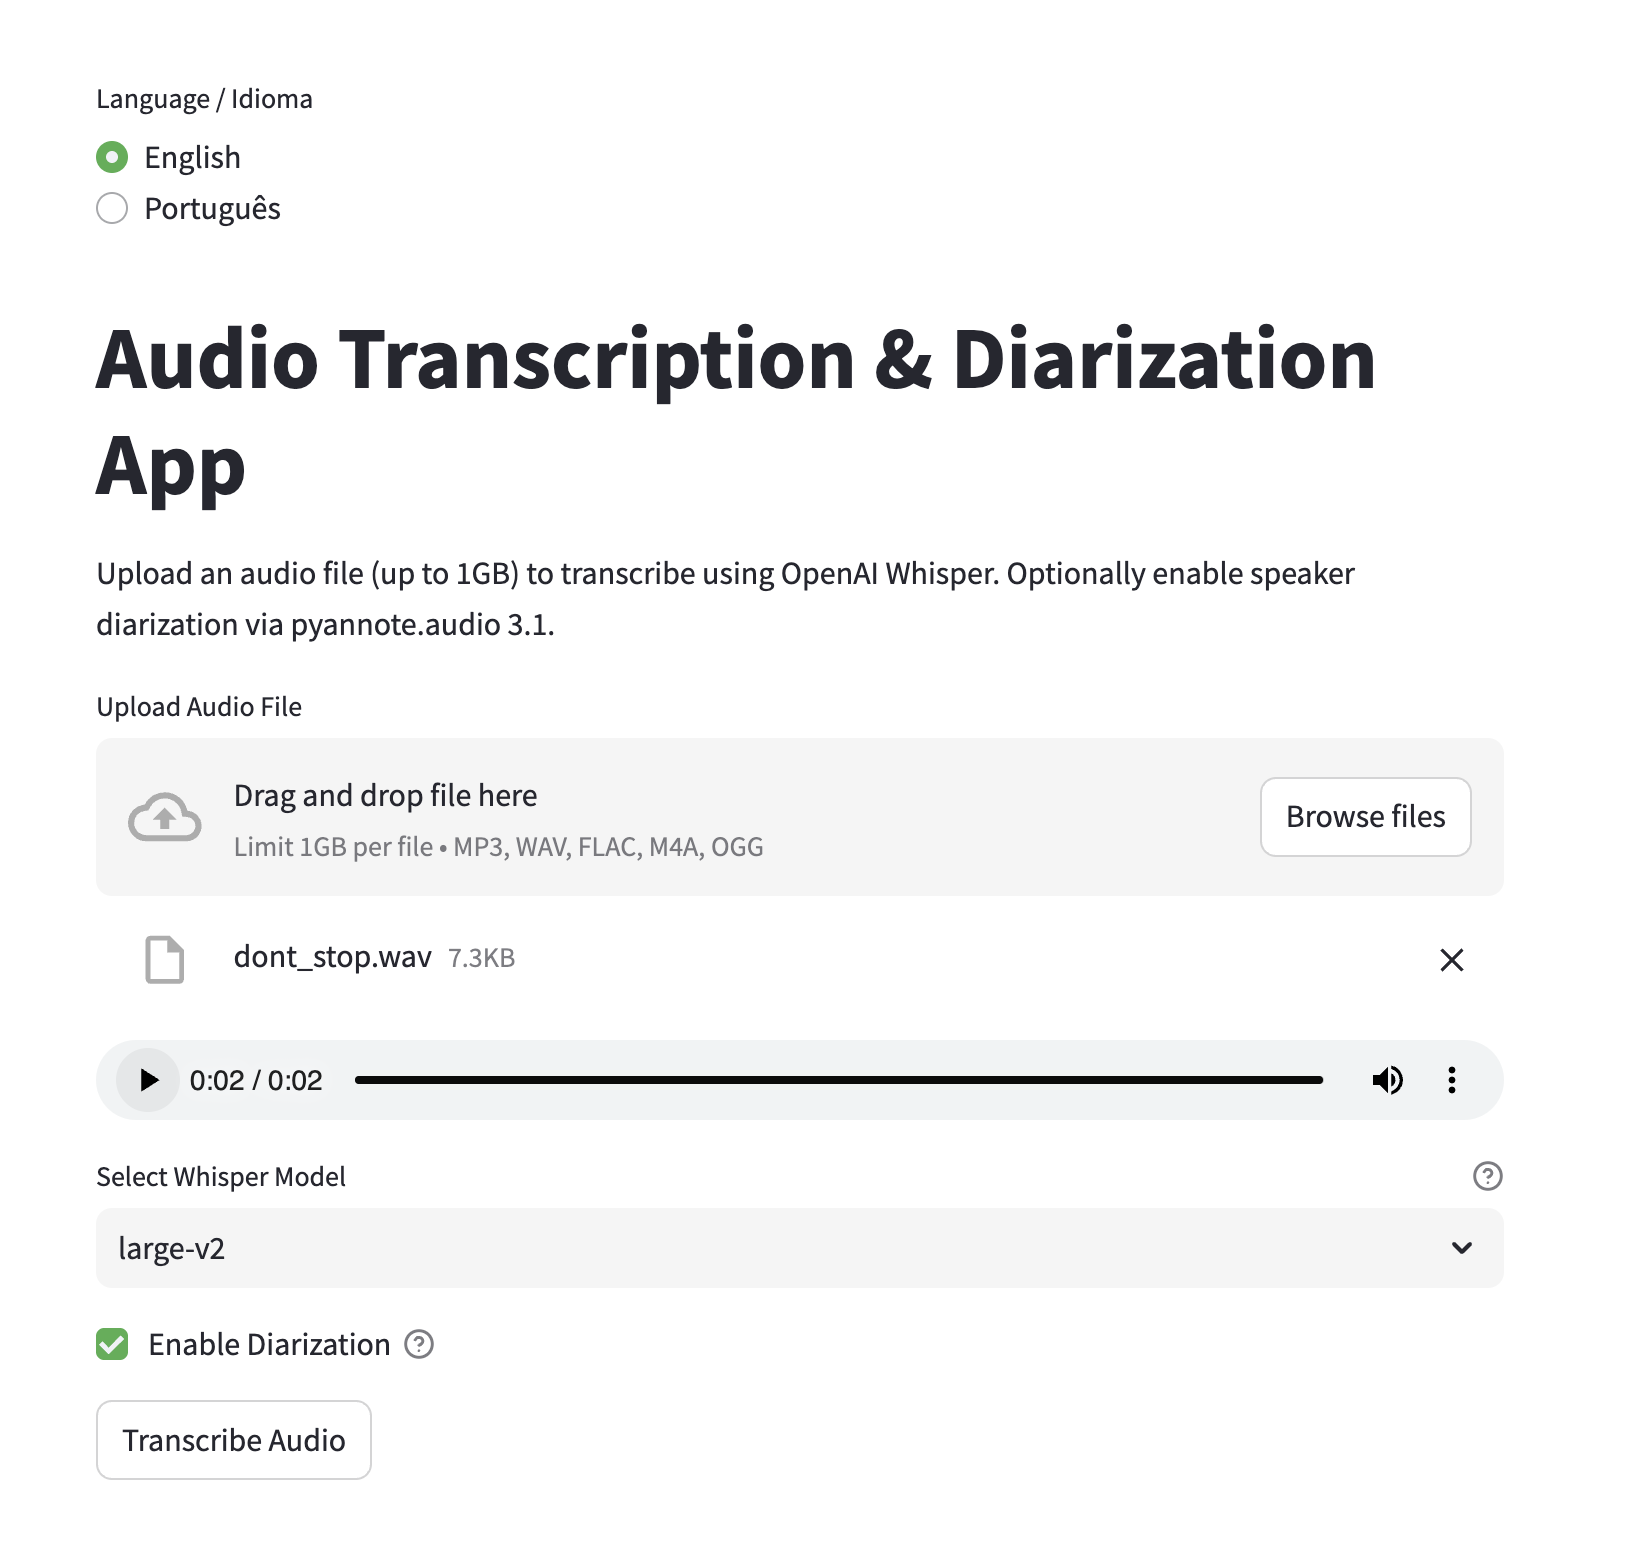 Language / Idioma
English
Português
Audio Transcription & Diarization
App
Upload an audio file (up to 1GB) to transcribe using OpenAI Whisper. Optionally enable speaker
diarization via pyannote.audio 3.1.
Upload Audio File
Drag and drop file here
Limit 1GB per file • MP3, WAV, FLAC, M4A, OGG
Browse files
dont_stop.wav 7.3KB
0:02 / 0:02
Select Whisper Model
large-v2
Enable Diarization
Transcribe Audio